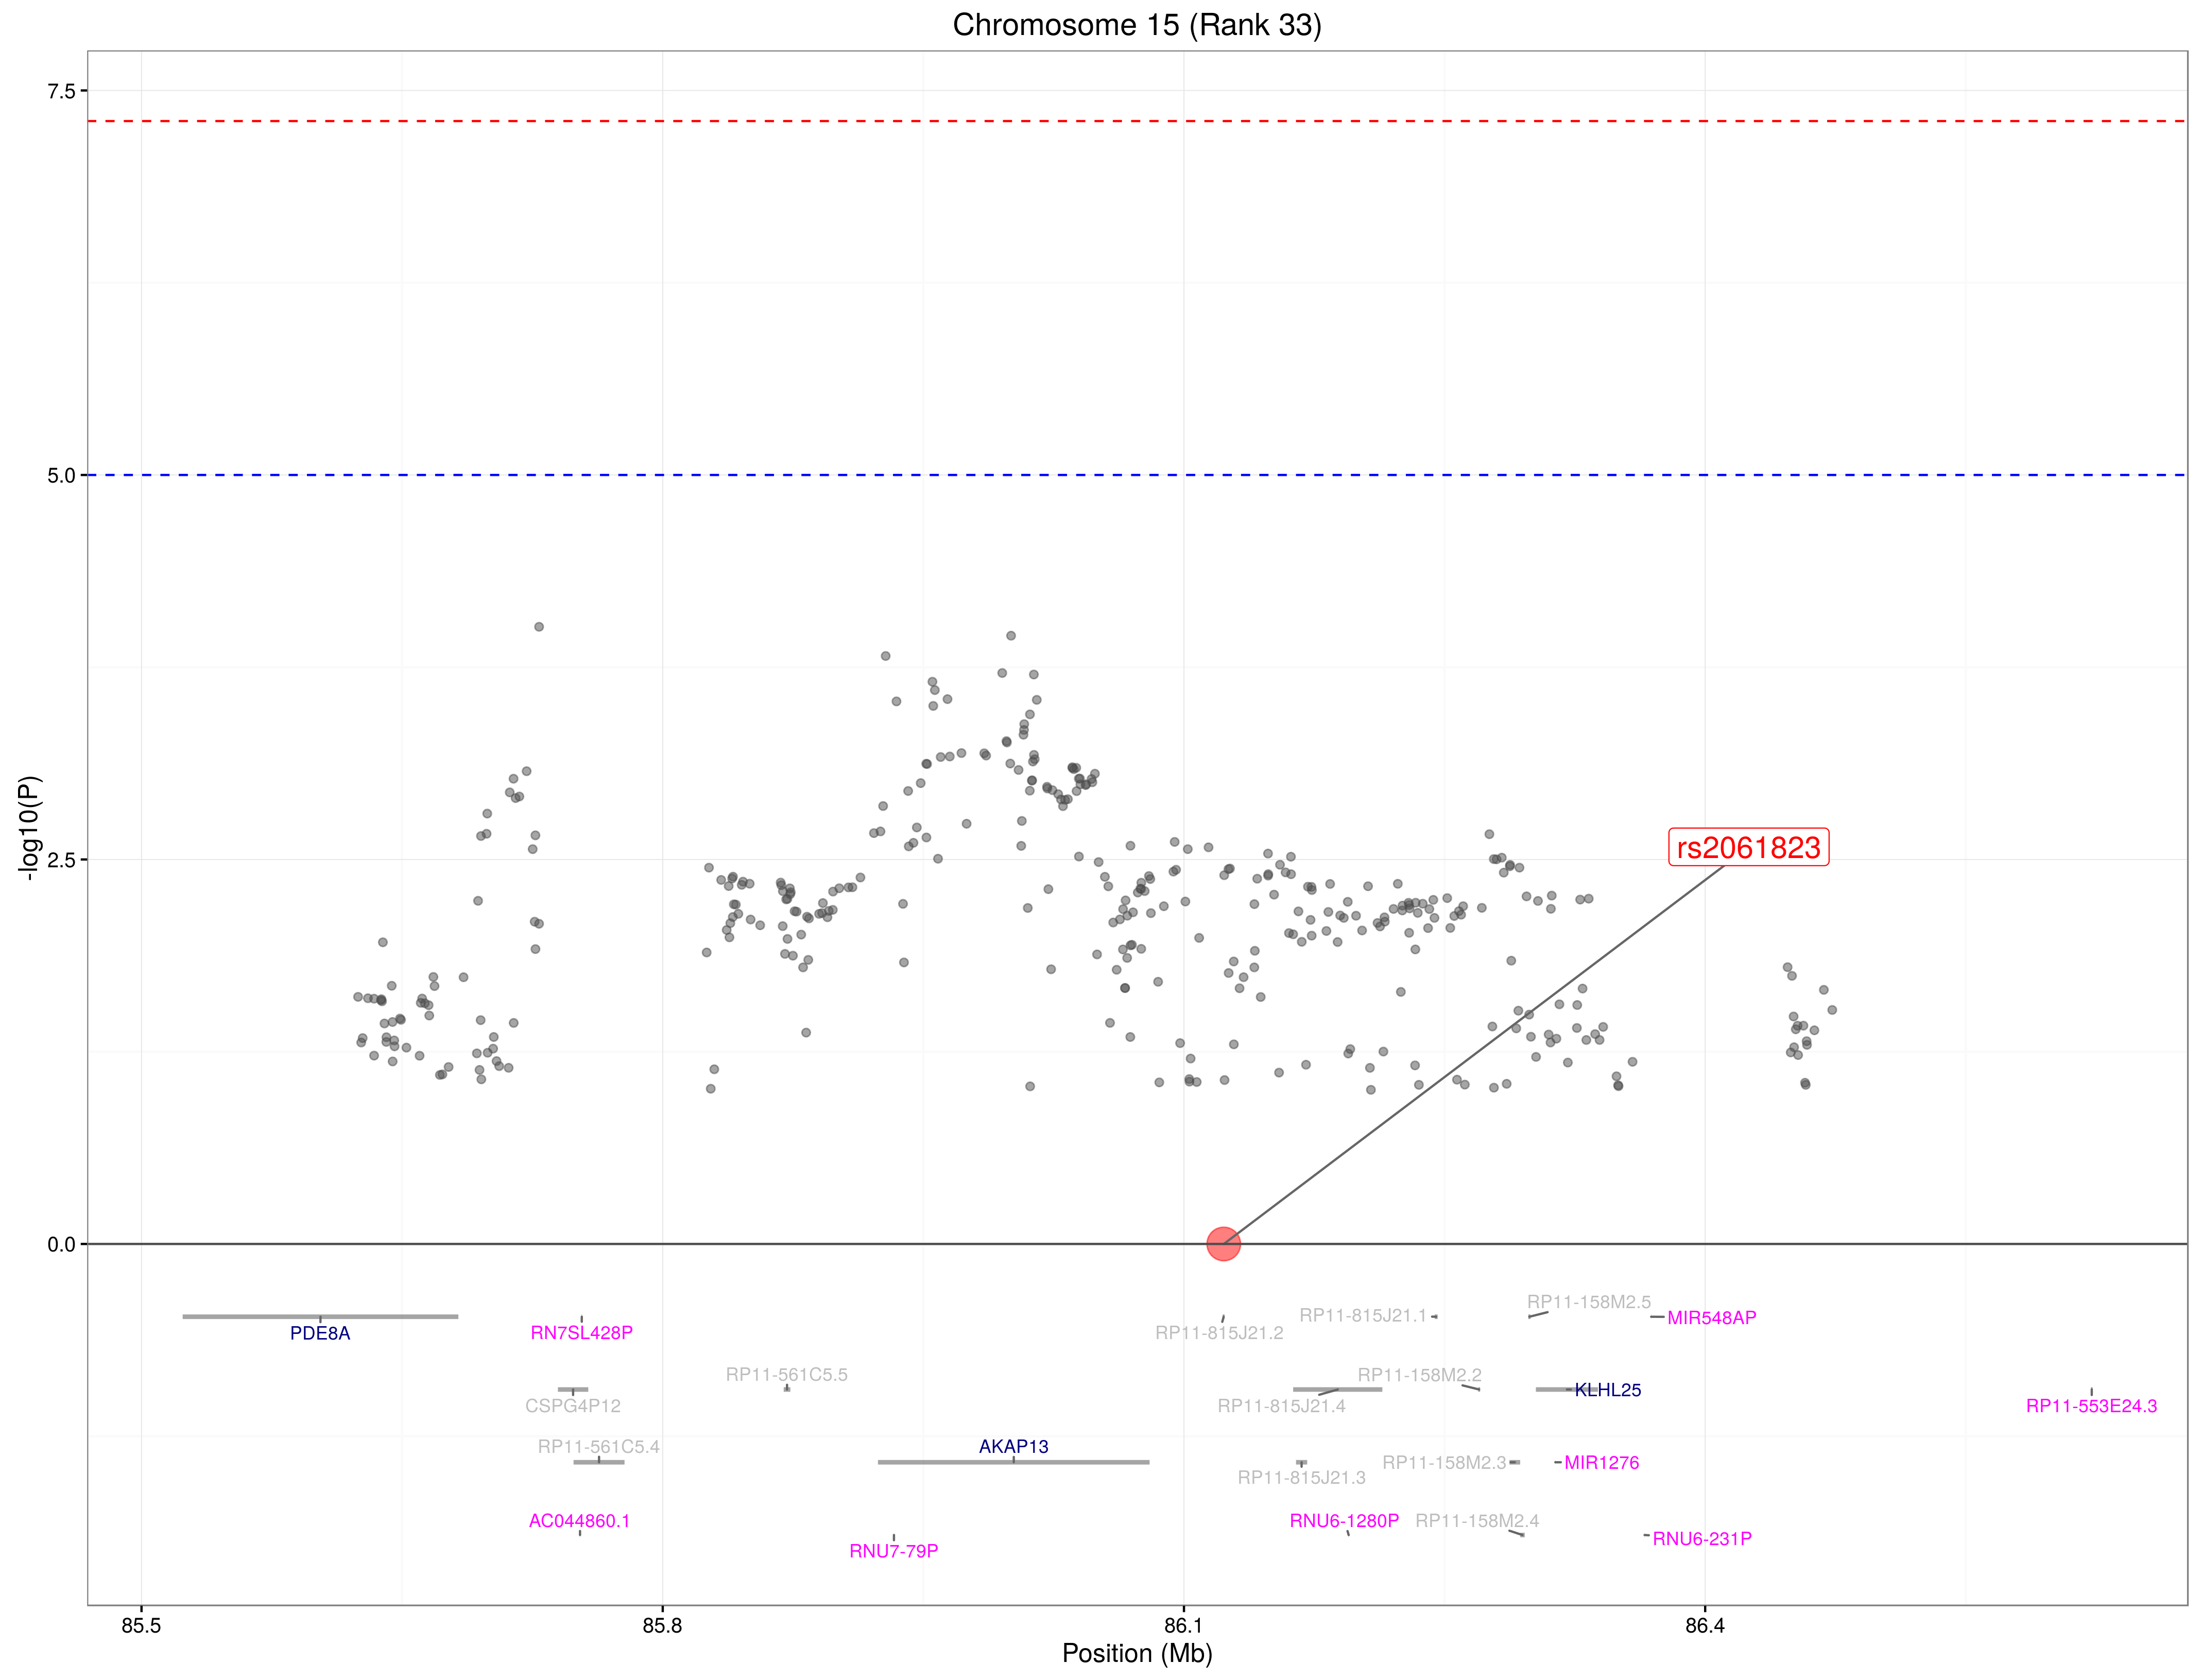 Chromosome 15 (Rank 33)
7.5
5.0
2.5
0.0
-log10(P)
rs2061823
RP11-158M2.5
RP11-815J21.1
MIR548AP
PDE8A
RN7SL428P
RP11-815J21.2
RP11-561C5.5
RP11-158M2.2
KLHL25
CSPG4P12
RP11-815J21.4
RP11-553E24.3
RP11-561C5.4
AKAP13
RP11-158M2.3
MIR1276
RP11-815J21.3
AC044860.1
RNU6-1280P
RP11-158M2.4
RNU6-231P
RNU7-79P
85.5
85.8
86.1
86.4
Position (Mb)